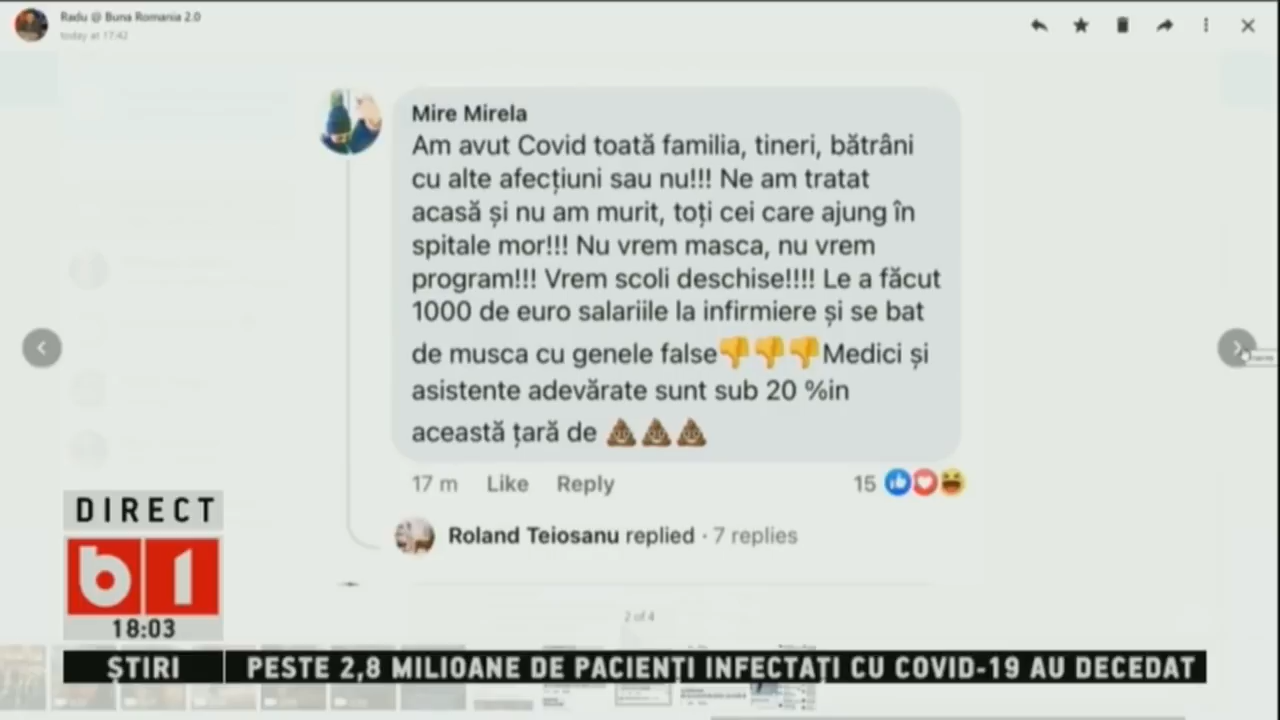 Radu @ Buna Romania 2.0
today at 17:42
Mire Mirela
Am avut Covid toată familia, tineri, bătrâni
cu alte afecțiuni sau nu!!! Ne am tratat
acasă și nu am murit, toți cei care ajung în
spitale mor!!! Nu vrem masca, nu vrem
program!!! Vrem scoli deschise!!!! Le a făcut
1000 de euro salariile la infirmiere și se bat
de musca cu genele false👎👎👎Medici și
asistente adevărate sunt sub 20 %in
această țară de 💩💩💩
17 m Like Reply 15
Roland Teiosanu replied · 7 replies
2 of 4
DIRECT
b1
18:03
ȘTIRI PESTE 2,8 MILIOANE DE PACIENȚI INFECTAȚI CU COVID-19 AU DECEDAT